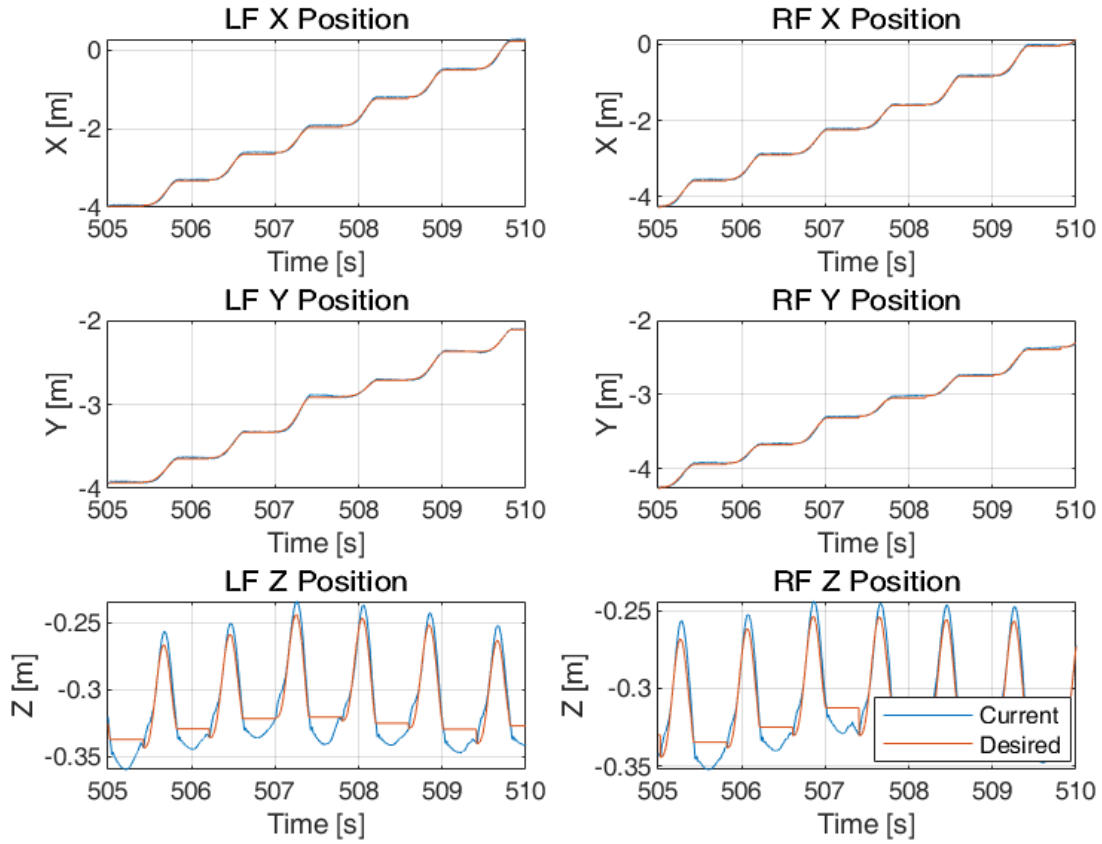 LF X Position
RF X Position
0
-2
-4
X [m]
505 506 507 508 509 510
Time [s]
0
-2
-4
X [m]
505 506 507 508 509 510
Time [s]
LF Y Position
RF Y Position
-2
-3
-4
Y [m]
505 506 507 508 509 510
Time [s]
-2
-3
-4
Y [m]
505 506 507 508 509 510
Time [s]
LF Z Position
RF Z Position
-0.25
-0.3
-0.35
Z [m]
505 506 507 508 509 510
Time [s]
-0.25
-0.3
-0.35
Z [m]
Current
Desired
505 506 507 508 509 510
Time [s]